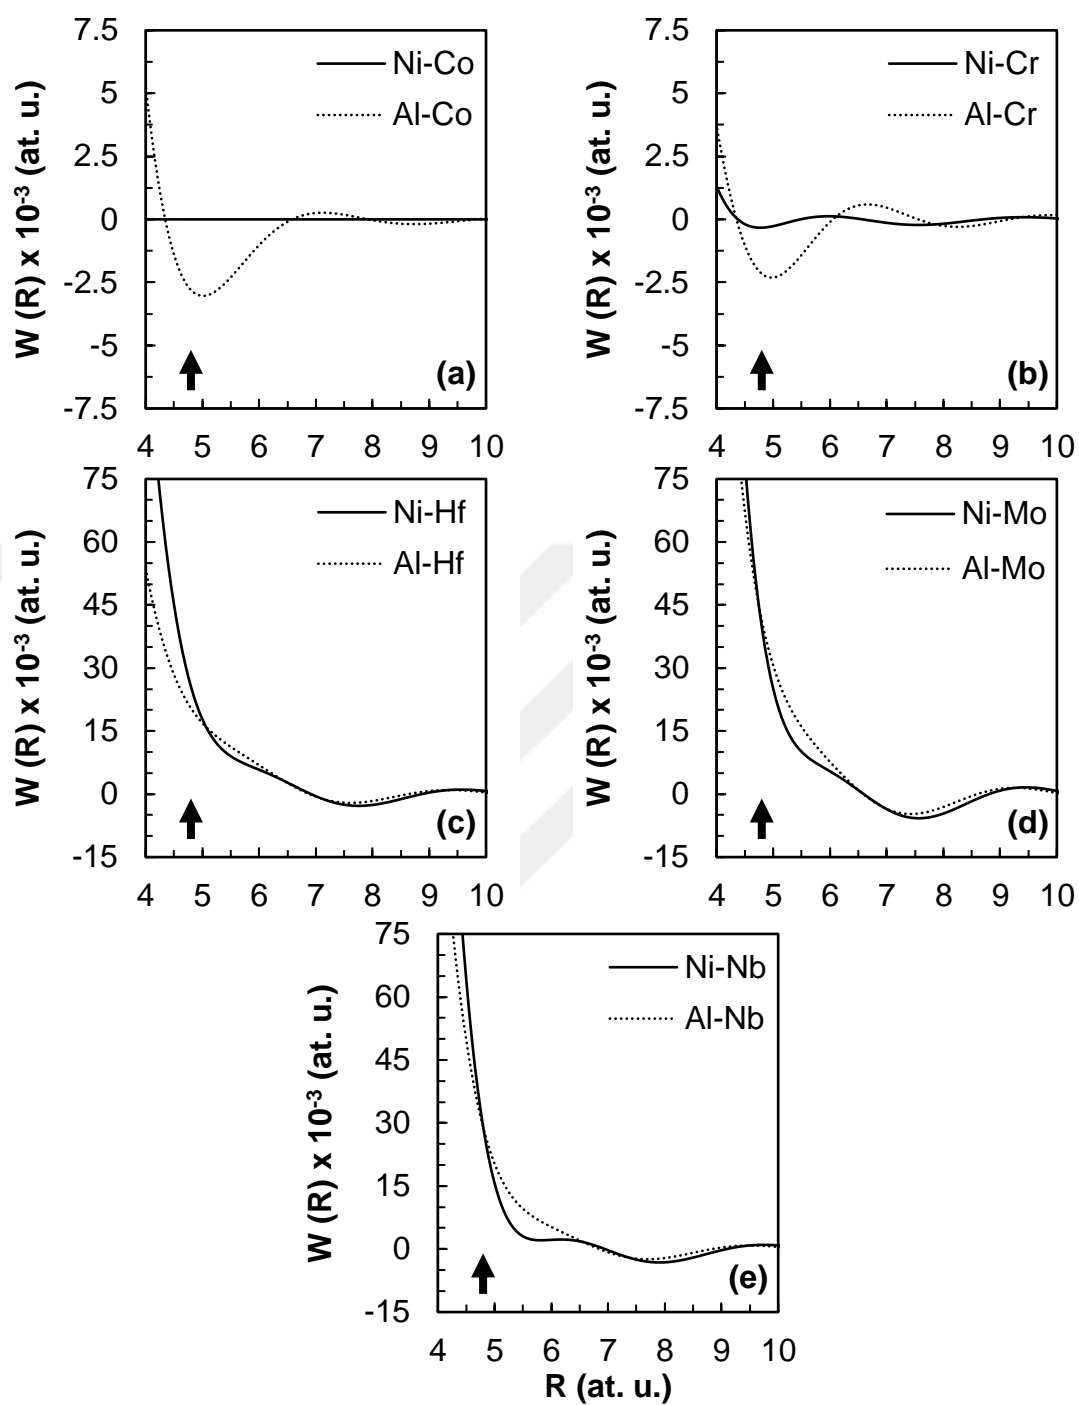 7.5
5
2.5
0
-2.5
-5
-7.5
W (R) x 10-3 (at. u.)
Ni-Co
Al-Co
(a)
4 5 6 7 8 9 10
7.5
5
2.5
0
-2.5
-5
-7.5
W (R) x 10-3 (at. u.)
Ni-Cr
Al-Cr
(b)
4 5 6 7 8 9 10
75
60
45
30
15
0
-15
W (R) x 10-3 (at. u.)
Ni-Hf
Al-Hf
(c)
4 5 6 7 8 9 10
75
60
45
30
15
0
-15
W (R) x 10-3 (at. u.)
Ni-Mo
Al-Mo
(d)
4 5 6 7 8 9 10
75
60
45
30
15
0
-15
W (R) x 10-3 (at. u.)
Ni-Nb
Al-Nb
(e)
4 5 6 7 8 9 10
R (at. u.)